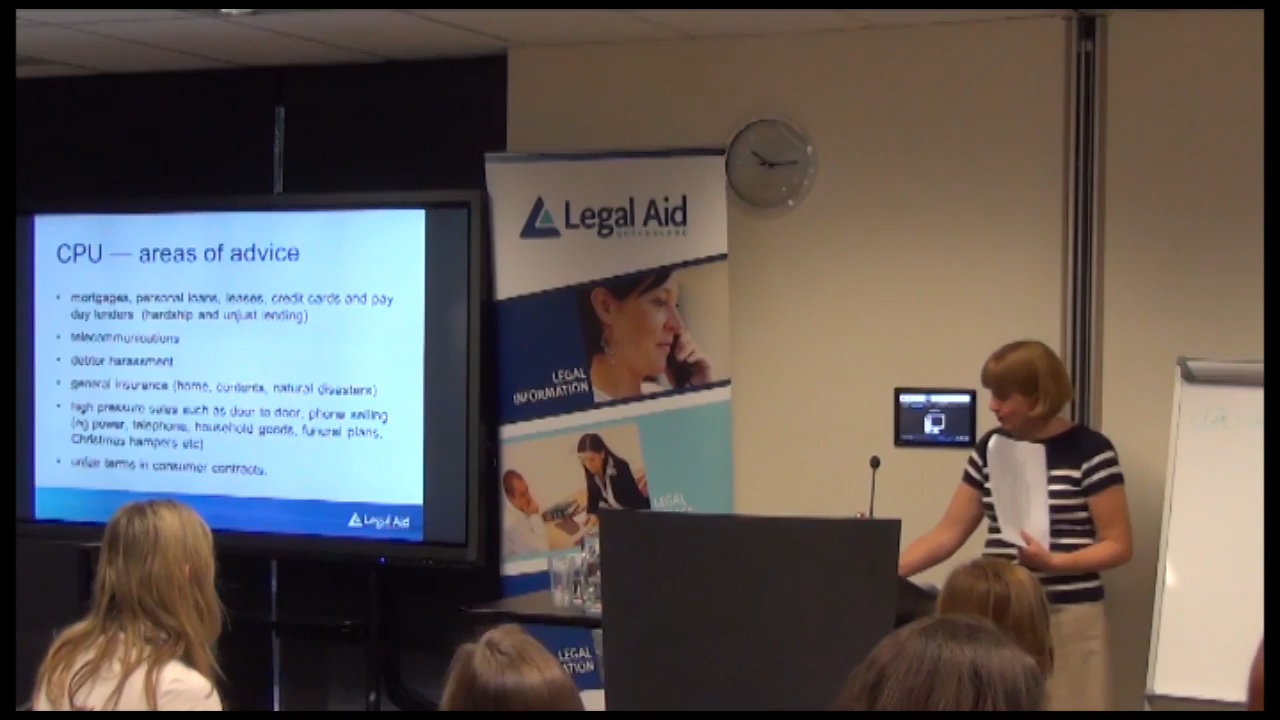 CPU — areas of advice
• mortgages, personal loans, leases, credit cards and pay
day lenders (hardship and unjust lending)
• telecommunications
• debtor harassment
• general insurance (home, contents, natural disasters)
• high pressure sales such as door to door, phone selling
(eg power, telephone, household goods, funeral plans,
Christmas hampers etc)
• unfair terms in consumer contracts.
Legal Aid
Legal Aid
QUEENSLAND
LEGAL
INFORMATION
LEGAL
LEGAL